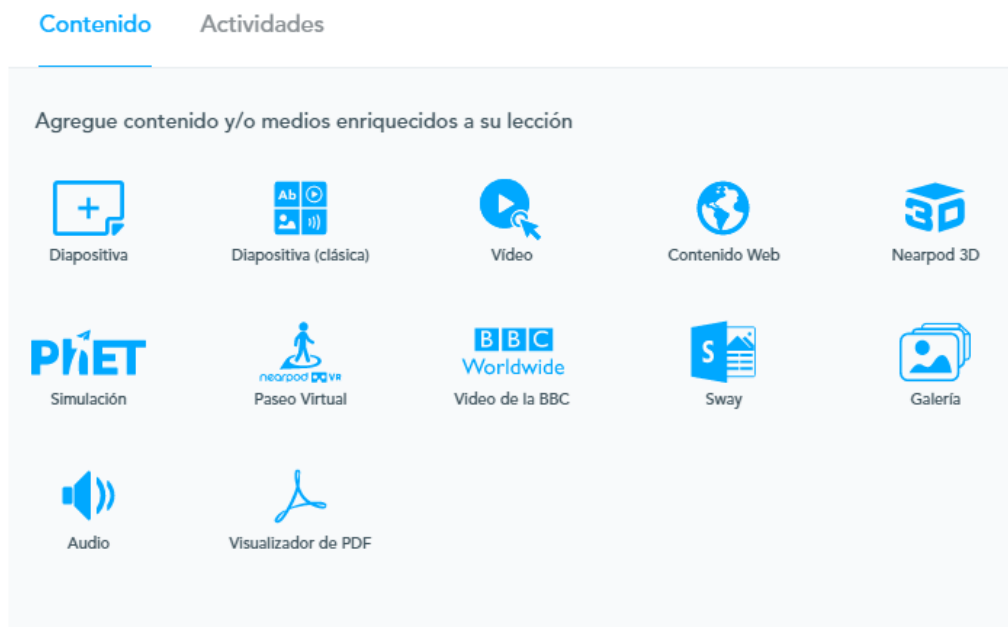 Contenido Actividades
Agregue contenido y/o medios enriquecidos a su lección
Ab
3D
Diapositiva Diapositiva (clásica) Vídeo Contenido Web Nearpod 3D
PhET
nearpod VR
BBC
Worldwide
S
Simulación Paseo Virtual Video de la BBC Sway Galería
Audio Visualizador de PDF